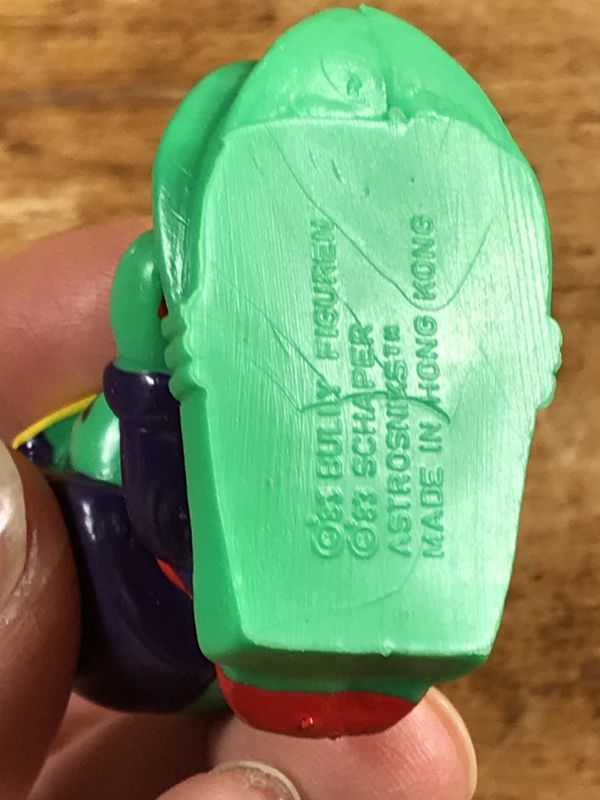 ©'83 BULLY FIGUREN
©'83 SCHAPER
ASTROSNIKS™
MADE IN HONG KONG